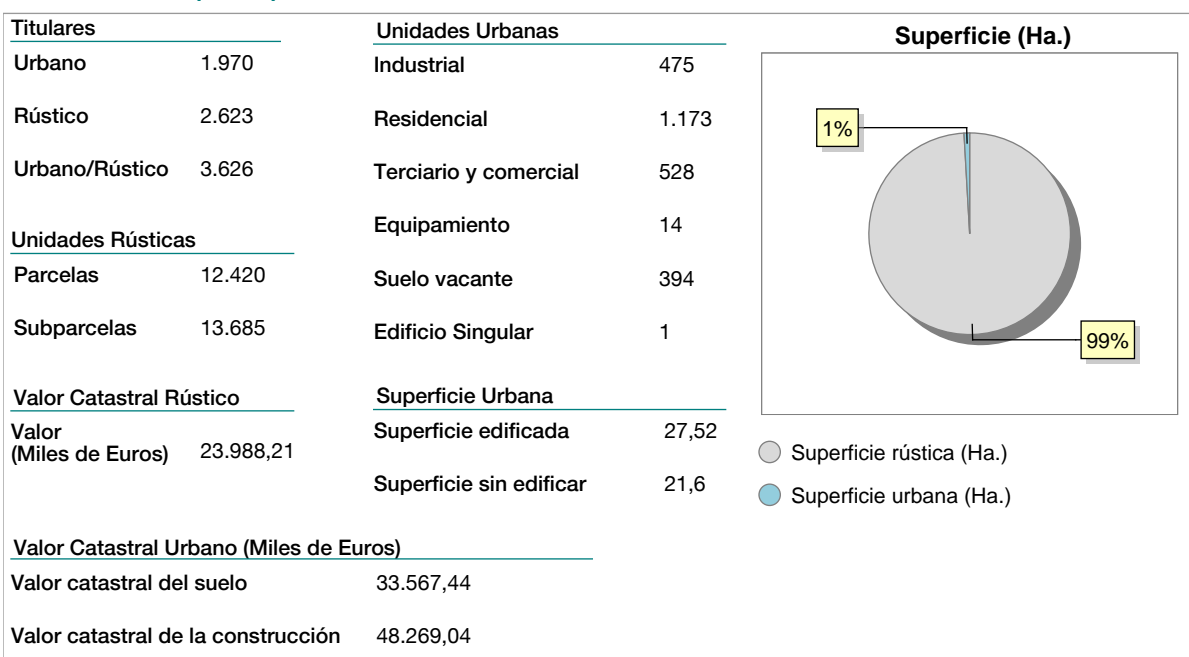 Titulares
Urbano 1.970
Rústico 2.623
Urbano/Rústico 3.626
Unidades Rústicas
Parcelas 12.420
Subparcelas 13.685
Valor Catastral Rústico
Valor
(Miles de Euros) 23.988,21
Unidades Urbanas
Industrial 475
Residencial 1.173
Terciario y comercial 528
Equipamiento 14
Suelo vacante 394
Edificio Singular 1
Superficie Urbana
Superficie edificada 27,52
Superficie sin edificar 21,6
Valor Catastral Urbano (Miles de Euros)
Valor catastral del suelo 33.567,44
Valor catastral de la construcción 48.269,04
Superficie (Ha.)
1%
99%
Superficie rústica (Ha.)
Superficie urbana (Ha.)